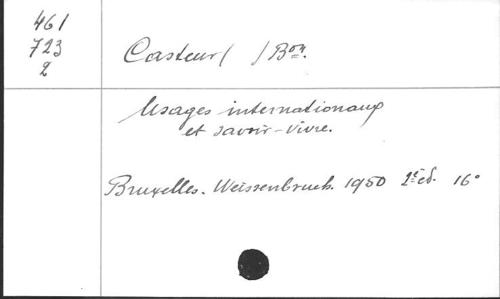 461
723
2
Casteur / /Bon.
Usages internationaux
et savoir-vivre.
Bruxelles. Weissenbruch. 1950 2e éd. 16°